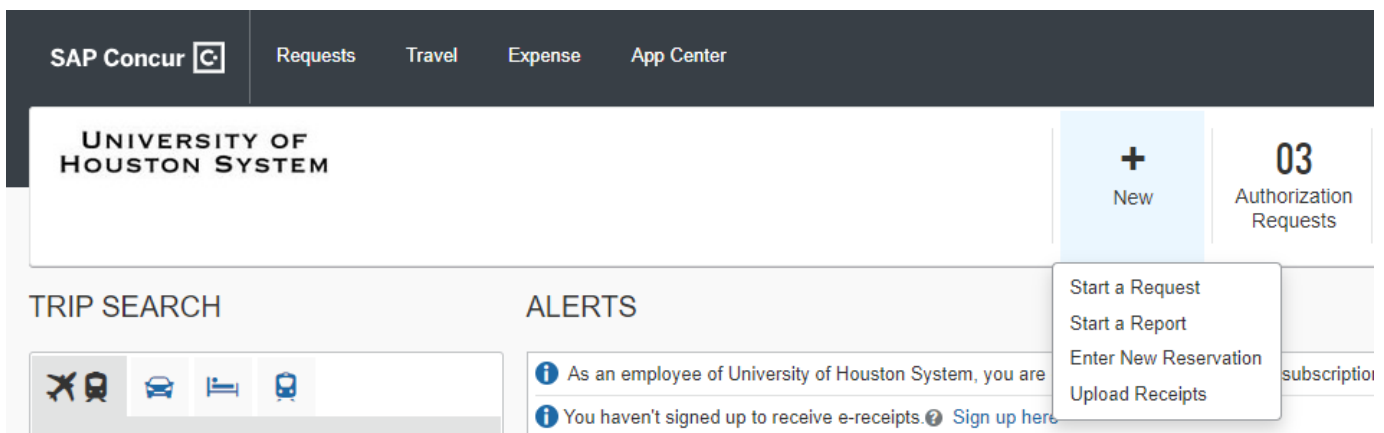 SAP Concur C Requests Travel Expense App Center
UNIVERSITY OF
HOUSTON SYSTEM
+
New
03
Authorization
Requests
Start a Request
Start a Report
Enter New Reservation
Upload Receipts
TRIP SEARCH
ALERTS
As an employee of University of Houston System, you are
subscription
You haven't signed up to receive e-receipts. Sign up here